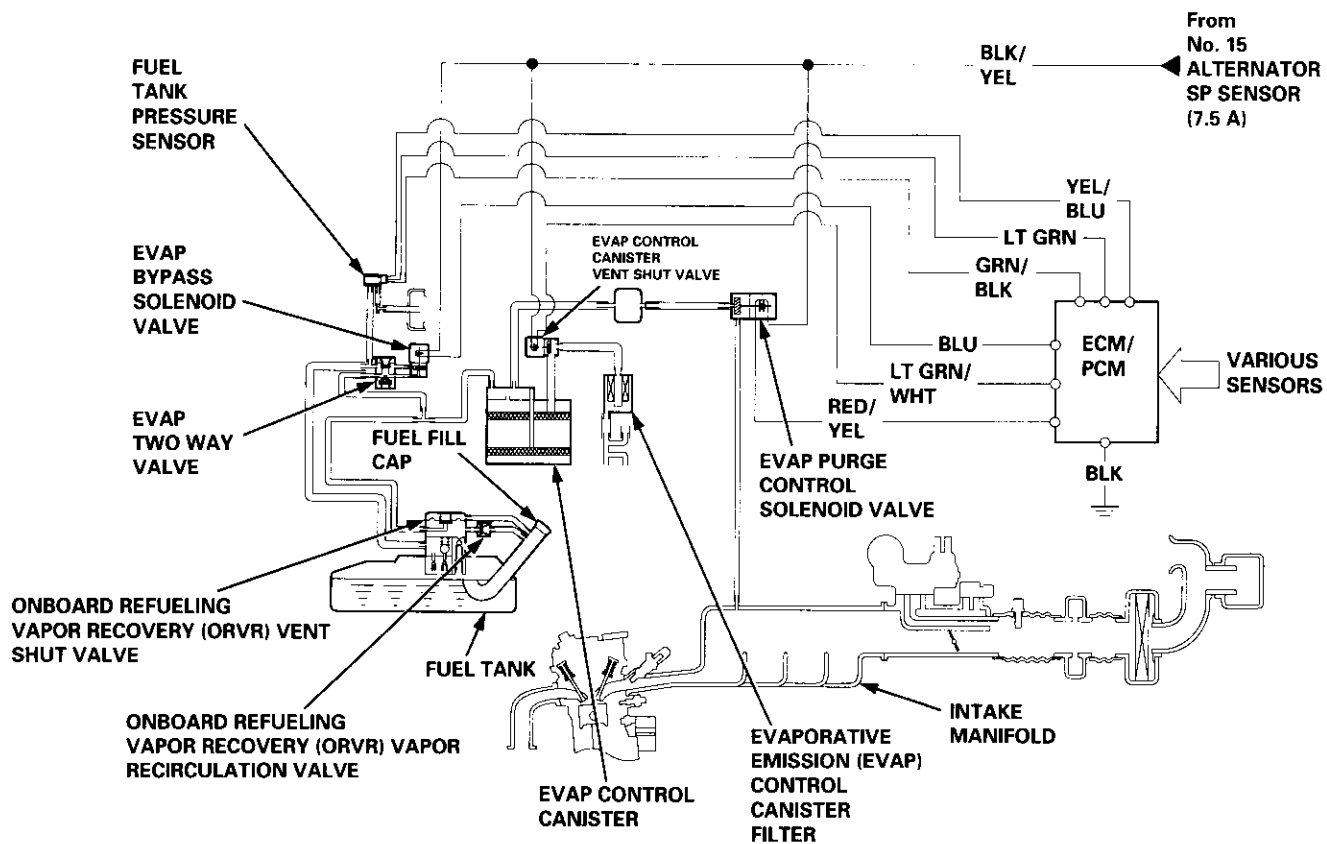 From
No. 15
ALTERNATOR
SP SENSOR
(7.5 A)
BLK/
YEL
FUEL
TANK
PRESSURE
SENSOR
YEL/
BLU
LT GRN
GRN/
BLK
EVAP
BYPASS
SOLENOID
VALVE
EVAP CONTROL
CANISTER
VENT SHUT VALVE
BLU
LT GRN/
WHT
RED/
YEL
ECM/
PCM
VARIOUS
SENSORS
BLK
EVAP
TWO WAY
VALVE
FUEL FILL
CAP
EVAP PURGE
CONTROL
SOLENOID VALVE
ONBOARD REFUELING
VAPOR RECOVERY (ORVR) VENT
SHUT VALVE
FUEL TANK
ONBOARD REFUELING
VAPOR RECOVERY (ORVR) VAPOR
RECIRCULATION VALVE
EVAP CONTROL
CANISTER
EVAPORATIVE
EMISSION (EVAP)
CONTROL
CANISTER
FILTER
INTAKE
MANIFOLD